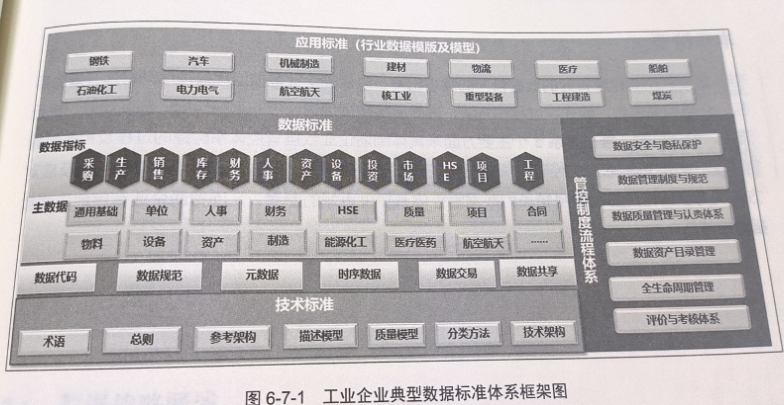 应用标准（行业数据模版及模型）
钢铁 汽车 机械制造 建材 物流 医疗 船舶
石油化工 电力电气 航空航天 核工业 重型装备 工程建造 煤炭
数据标准
数据指标
采购 生产 销售 库存 财务 人事 资产 设备 投资 市场 HSE 项目 工程
主数据
通用基础 单位 人事 财务 HSE 质量 项目 合同
物料 设备 资产 制造 能源化工 医疗医药 航空航天 ……
数据代码 数据规范 元数据 时序数据 数据交易 数据共享
技术标准
术语 总则 参考架构 描述模型 质量模型 分类方法 技术架构
管控制度流程体系
数据安全与隐私保护
数据管理制度与规范
数据质量管理与认责体系
数据资产目录管理
全生命周期管理
评价与考核体系
图 6-7-1 工业企业典型数据标准体系框架图